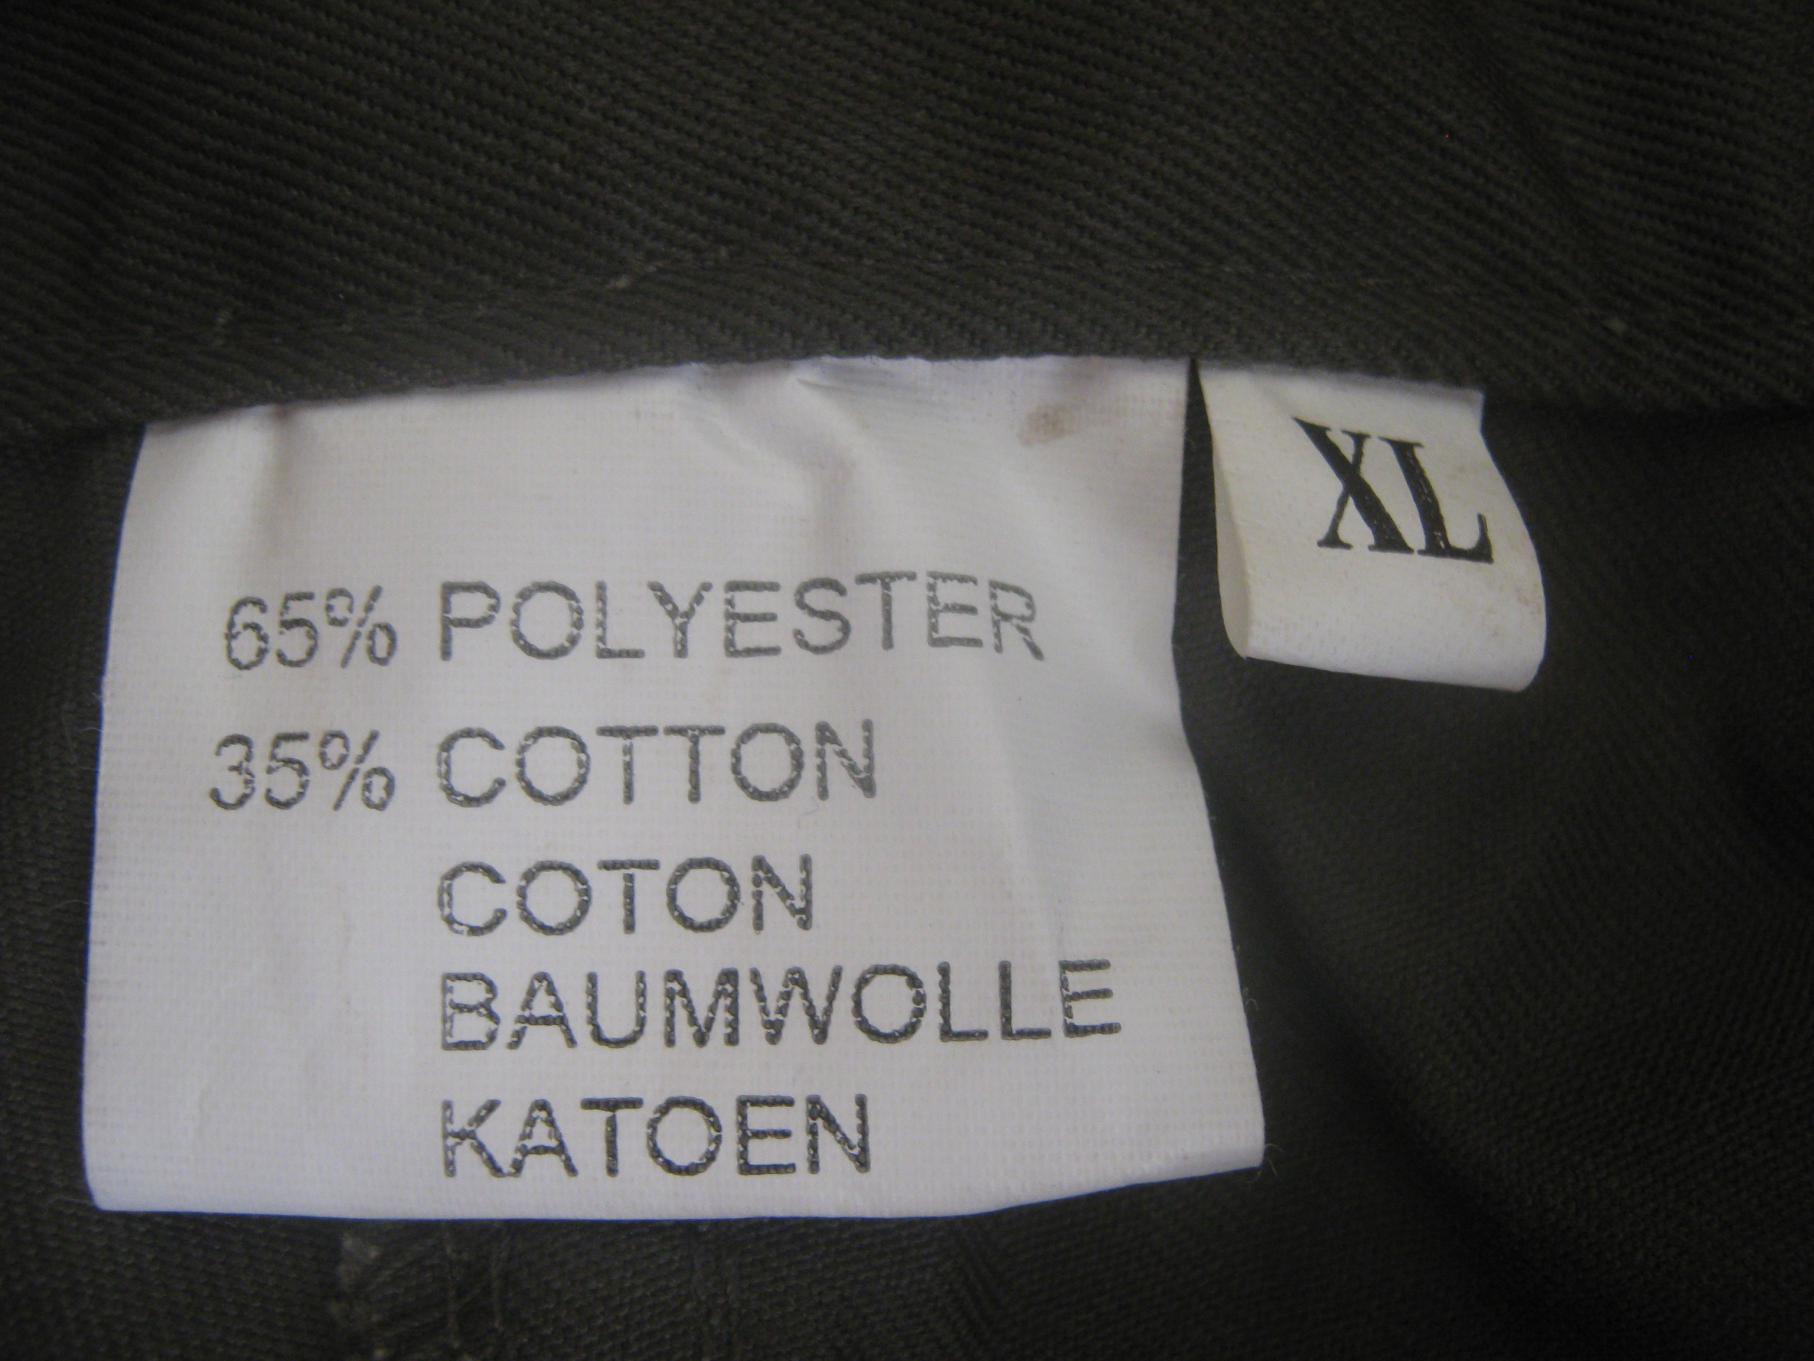 XL
65% POLYESTER
35% COTTON
COTON
BAUMWOLLE
KATOEN